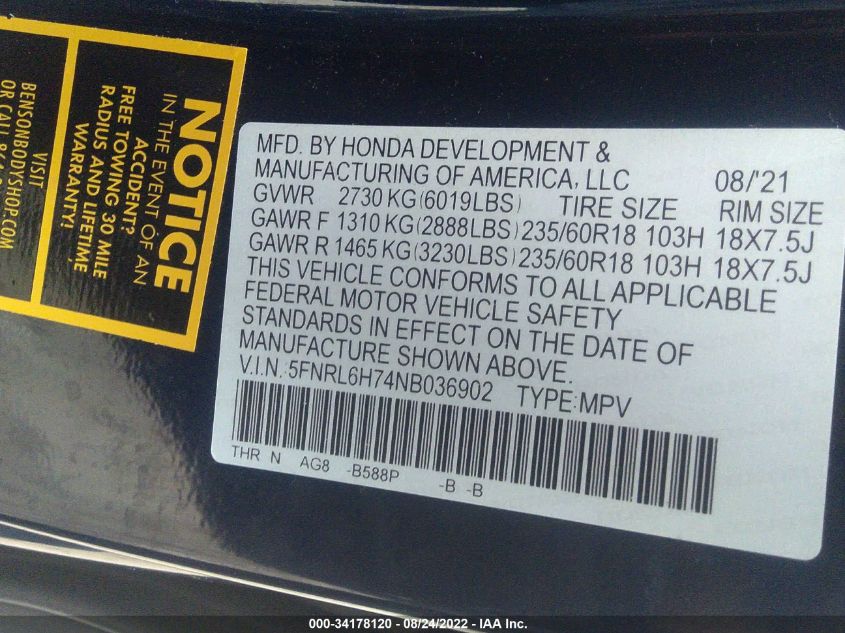 NOTICE
IN THE EVENT OF AN
ACCIDENT?
FREE TOWING 30 MILE
RADIUS AND LIFETIME
WARRANTY!
VISIT
BENSONBODYSHOP.COM
OR CALL
MFD. BY HONDA DEVELOPMENT &
MANUFACTURING OF AMERICA, LLC 08/'21
GVWR 2730 KG (6019LBS) TIRE SIZE RIM SIZE
GAWR F 1310 KG (2888LBS) 235/60R18 103H 18X7.5J
GAWR R 1465 KG (3230LBS) 235/60R18 103H 18X7.5J
THIS VEHICLE CONFORMS TO ALL APPLICABLE
FEDERAL MOTOR VEHICLE SAFETY
STANDARDS IN EFFECT ON THE DATE OF
MANUFACTURE SHOWN ABOVE.
V.I.N.:5FNRL6H74NB036902 TYPE:MPV
THR N AG8 -B588P -B -B
000-34178120 - 08/24/2022 - IAA Inc.